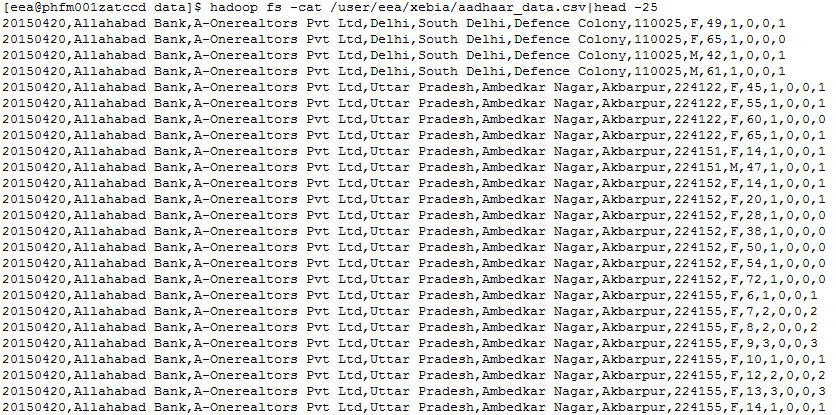 [eea@phfm001zatccd data]$ hadoop fs -cat /user/eea/xebia/aadhaar_data.csv|head -25
20150420,Allahabad Bank,A-Onerealtors Pvt Ltd,Delhi,South Delhi,Defence Colony,110025,F,49,1,0,0,1
20150420,Allahabad Bank,A-Onerealtors Pvt Ltd,Delhi,South Delhi,Defence Colony,110025,F,65,1,0,0,0
20150420,Allahabad Bank,A-Onerealtors Pvt Ltd,Delhi,South Delhi,Defence Colony,110025,M,42,1,0,0,1
20150420,Allahabad Bank,A-Onerealtors Pvt Ltd,Delhi,South Delhi,Defence Colony,110025,M,61,1,0,0,1
20150420,Allahabad Bank,A-Onerealtors Pvt Ltd,Uttar Pradesh,Ambedkar Nagar,Akbarpur,224122,F,45,1,0,0,1
20150420,Allahabad Bank,A-Onerealtors Pvt Ltd,Uttar Pradesh,Ambedkar Nagar,Akbarpur,224122,F,55,1,0,0,1
20150420,Allahabad Bank,A-Onerealtors Pvt Ltd,Uttar Pradesh,Ambedkar Nagar,Akbarpur,224122,F,60,1,0,0,0
20150420,Allahabad Bank,A-Onerealtors Pvt Ltd,Uttar Pradesh,Ambedkar Nagar,Akbarpur,224122,F,65,1,0,0,1
20150420,Allahabad Bank,A-Onerealtors Pvt Ltd,Uttar Pradesh,Ambedkar Nagar,Akbarpur,224151,F,14,1,0,0,1
20150420,Allahabad Bank,A-Onerealtors Pvt Ltd,Uttar Pradesh,Ambedkar Nagar,Akbarpur,224151,M,47,1,0,0,1
20150420,Allahabad Bank,A-Onerealtors Pvt Ltd,Uttar Pradesh,Ambedkar Nagar,Akbarpur,224152,F,14,1,0,0,1
20150420,Allahabad Bank,A-Onerealtors Pvt Ltd,Uttar Pradesh,Ambedkar Nagar,Akbarpur,224152,F,20,1,0,0,1
20150420,Allahabad Bank,A-Onerealtors Pvt Ltd,Uttar Pradesh,Ambedkar Nagar,Akbarpur,224152,F,28,1,0,0,0
20150420,Allahabad Bank,A-Onerealtors Pvt Ltd,Uttar Pradesh,Ambedkar Nagar,Akbarpur,224152,F,38,1,0,0,0
20150420,Allahabad Bank,A-Onerealtors Pvt Ltd,Uttar Pradesh,Ambedkar Nagar,Akbarpur,224152,F,50,1,0,0,0
20150420,Allahabad Bank,A-Onerealtors Pvt Ltd,Uttar Pradesh,Ambedkar Nagar,Akbarpur,224152,F,54,1,0,0,0
20150420,Allahabad Bank,A-Onerealtors Pvt Ltd,Uttar Pradesh,Ambedkar Nagar,Akbarpur,224152,F,72,1,0,0,0
20150420,Allahabad Bank,A-Onerealtors Pvt Ltd,Uttar Pradesh,Ambedkar Nagar,Akbarpur,224155,F,6,1,0,0,1
20150420,Allahabad Bank,A-Onerealtors Pvt Ltd,Uttar Pradesh,Ambedkar Nagar,Akbarpur,224155,F,7,2,0,0,2
20150420,Allahabad Bank,A-Onerealtors Pvt Ltd,Uttar Pradesh,Ambedkar Nagar,Akbarpur,224155,F,8,2,0,0,2
20150420,Allahabad Bank,A-Onerealtors Pvt Ltd,Uttar Pradesh,Ambedkar Nagar,Akbarpur,224155,F,9,3,0,0,3
20150420,Allahabad Bank,A-Onerealtors Pvt Ltd,Uttar Pradesh,Ambedkar Nagar,Akbarpur,224155,F,10,1,0,0,1
20150420,Allahabad Bank,A-Onerealtors Pvt Ltd,Uttar Pradesh,Ambedkar Nagar,Akbarpur,224155,F,12,2,0,0,2
20150420,Allahabad Bank,A-Onerealtors Pvt Ltd,Uttar Pradesh,Ambedkar Nagar,Akbarpur,224155,F,13,3,0,0,3
20150420,Allahabad Bank,A-Onerealtors Pvt Ltd,Uttar Pradesh,Ambedkar Nagar,Akbarpur,224155,F,14,1,0,0,1